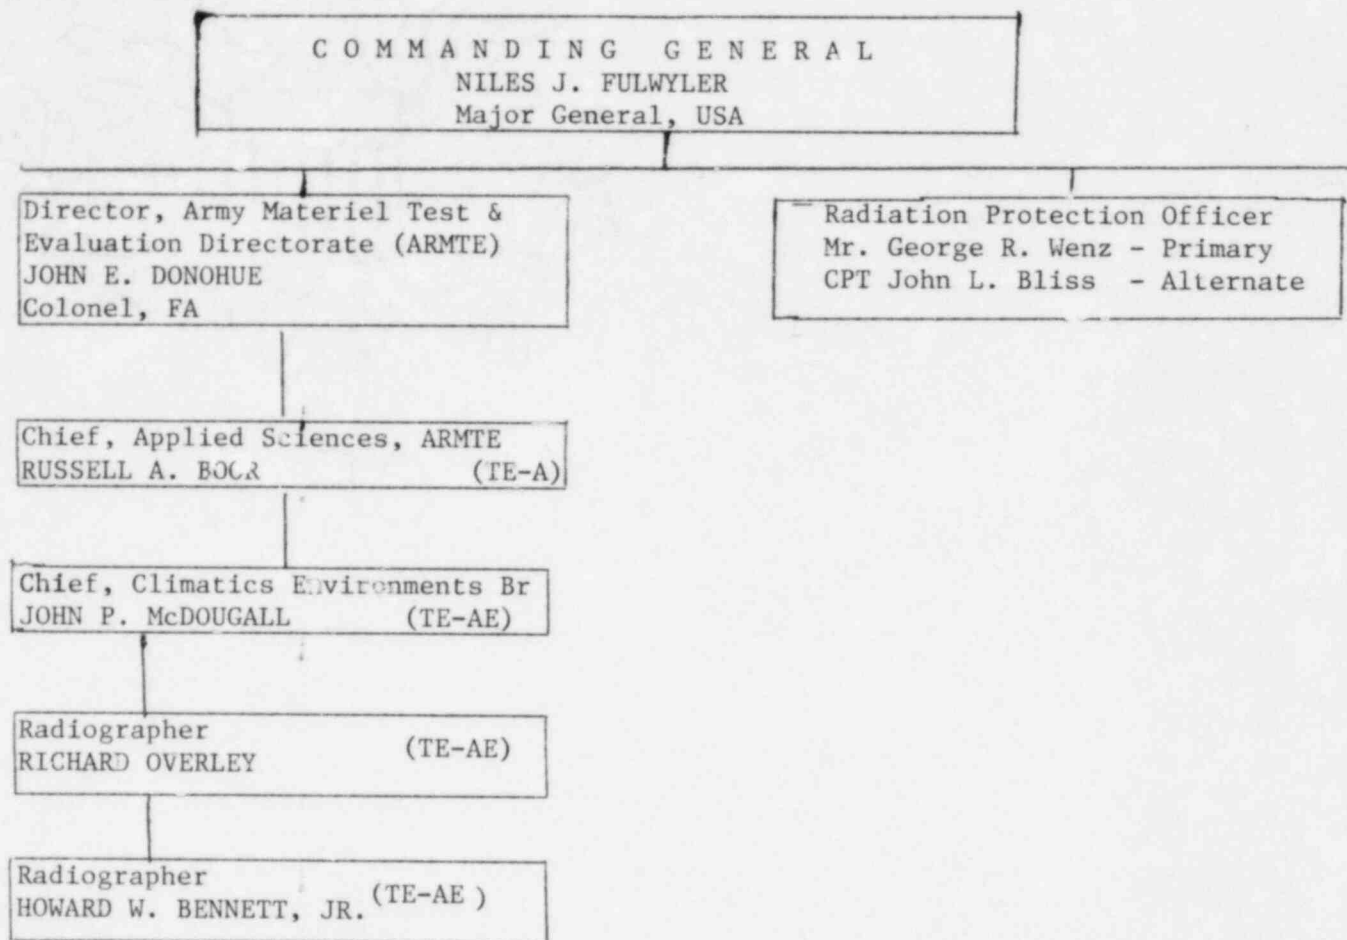 COMMANDING GENERAL
NILES J. FULWYLER
Major General, USA
Director, Army Materiel Test &
Evaluation Directorate (ARMTE)
JOHN E. DONOHUE
Colonel, FA
Radiation Protection Officer
Mr. George R. Wenz - Primary
CPT John L. Bliss - Alternate
Chief, Applied Sciences, ARMTE
RUSSELL A. (TE-A)
Chief, Climatics Environments Br
JOHN P. McDOUGALL (TE-AE)
Radiographer
RICHARD OVERLEY (TE-AE)
Radiographer
HOWARD W. BENNETT, JR. (TE-AE )